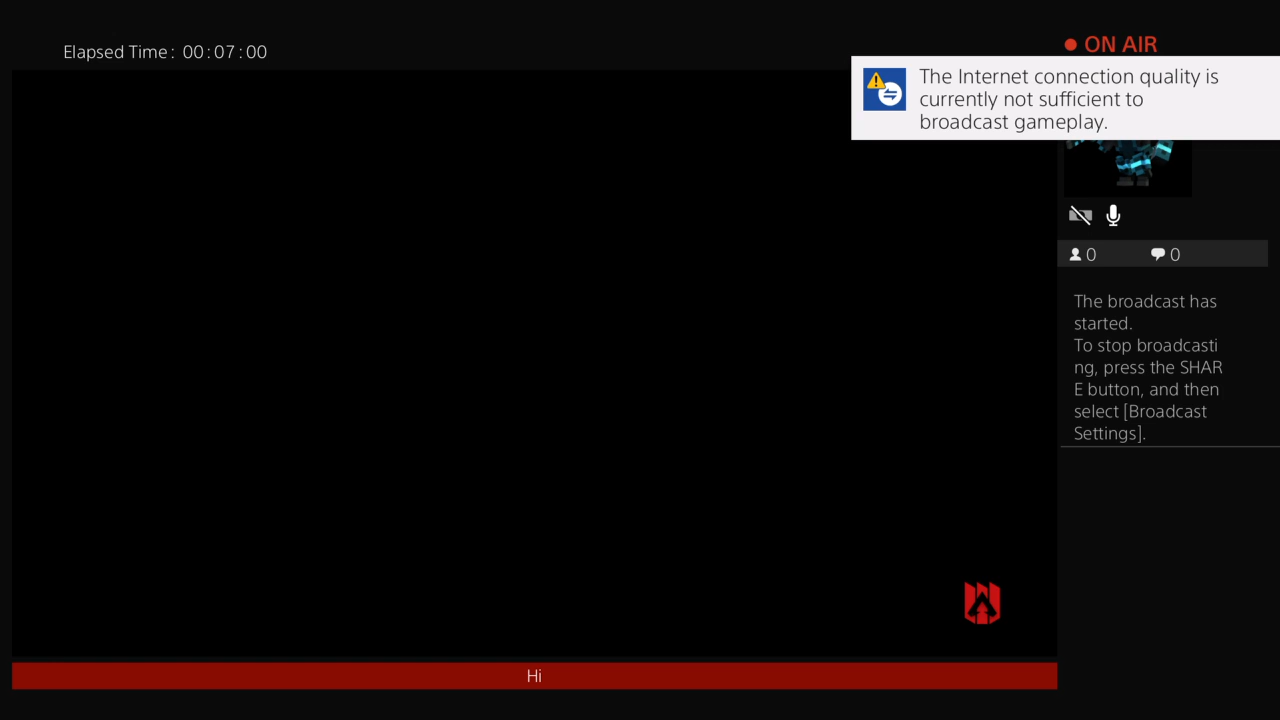 Elapsed Time: 00:07:00
ON AIR
The Internet connection quality is
currently not sufficient to
broadcast gameplay.
0 0
The broadcast has
started.
To stop broadcasti
ng, press the SHAR
E button, and then
select [Broadcast
Settings].
Hi